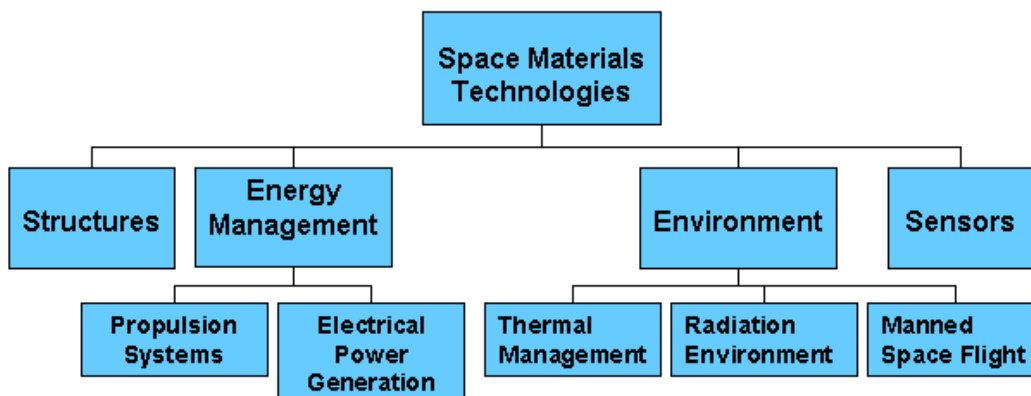 Space Materials
Technologies
Structures
Energy
Management
Environment
Sensors
Propulsion
Systems
Electrical
Power
Generation
Thermal
Management
Radiation
Environment
Manned
Space Flight